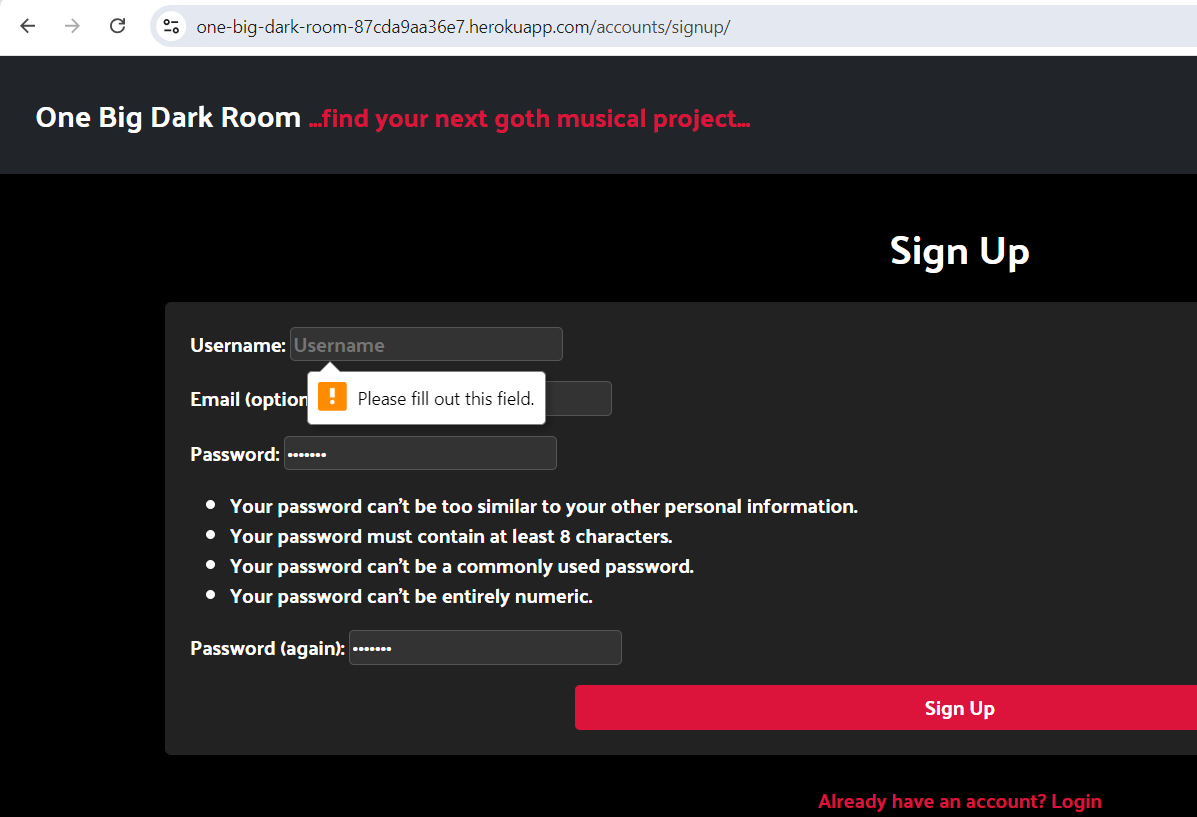 one-big-dark-room-87cda9aa36e7.herokuapp.com/accounts/signup/
One Big Dark Room ...find your next goth musical project...
Sign Up
Username: Username
Please fill out this field.
Email (option
Password: •••••••
• Your password can't be too similar to your other personal information.
• Your password must contain at least 8 characters.
• Your password can't be a commonly used password.
• Your password can't be entirely numeric.
Password (again): •••••••
Sign Up
Already have an account? Login